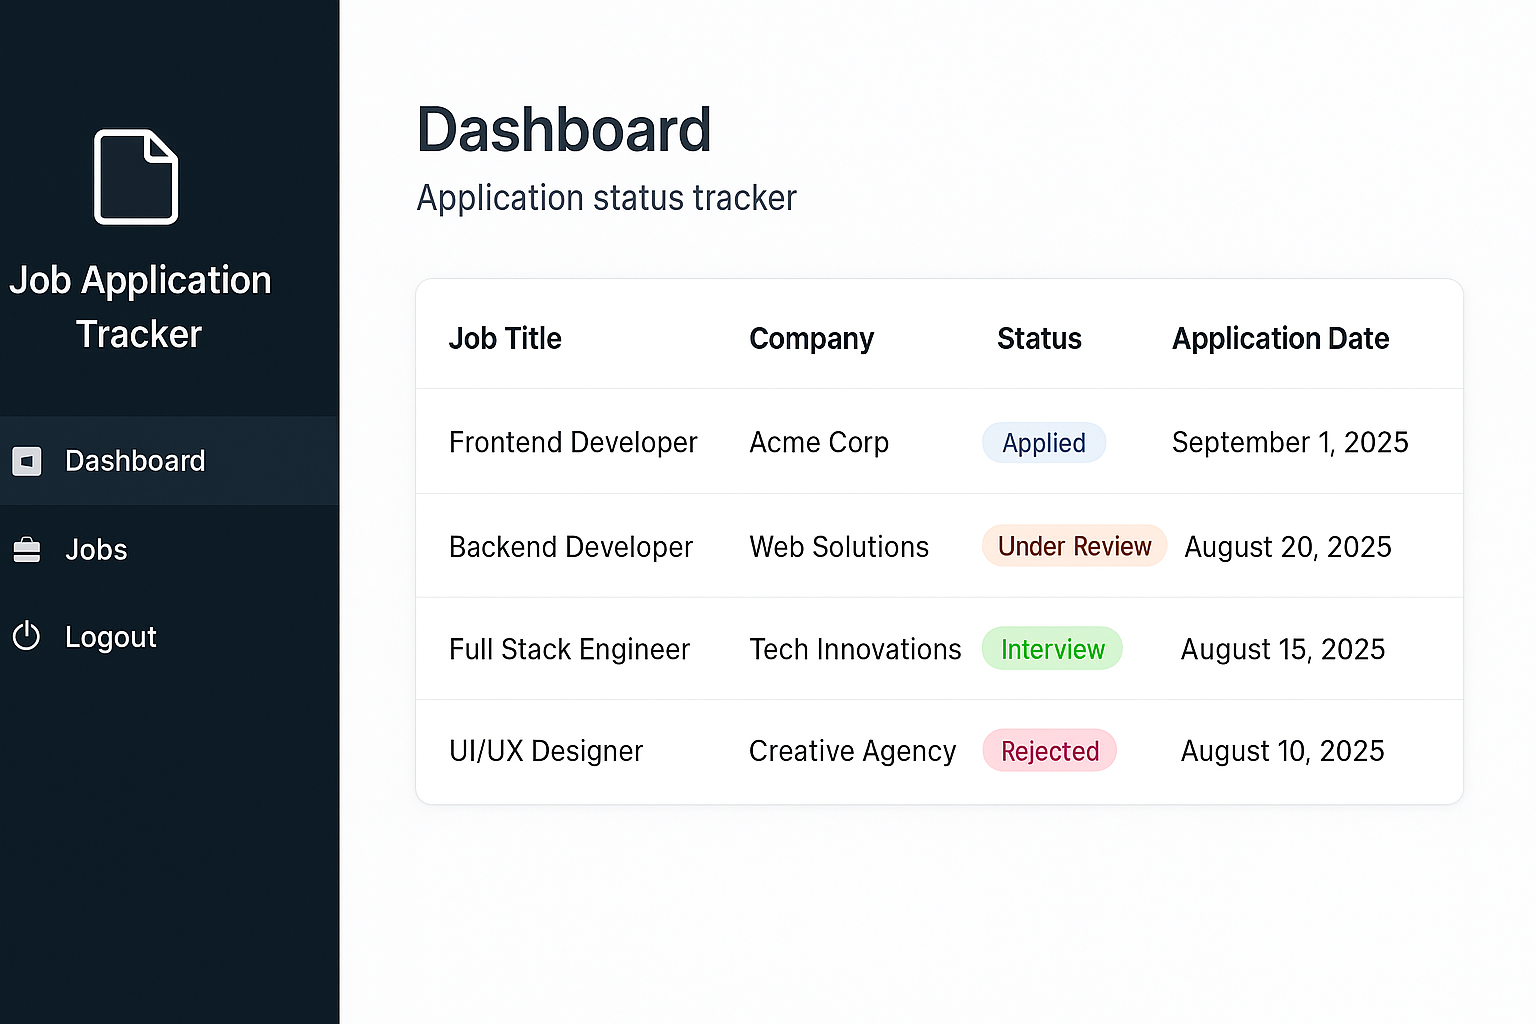 Job Application
Tracker
Dashboard
Jobs
Logout
Dashboard
Application status tracker
Job Title Company Status Application Date
Frontend Developer Acme Corp Applied September 1, 2025
Backend Developer Web Solutions Under Review August 20, 2025
Full Stack Engineer Tech Innovations Interview August 15, 2025
UI/UX Designer Creative Agency Rejected August 10, 2025